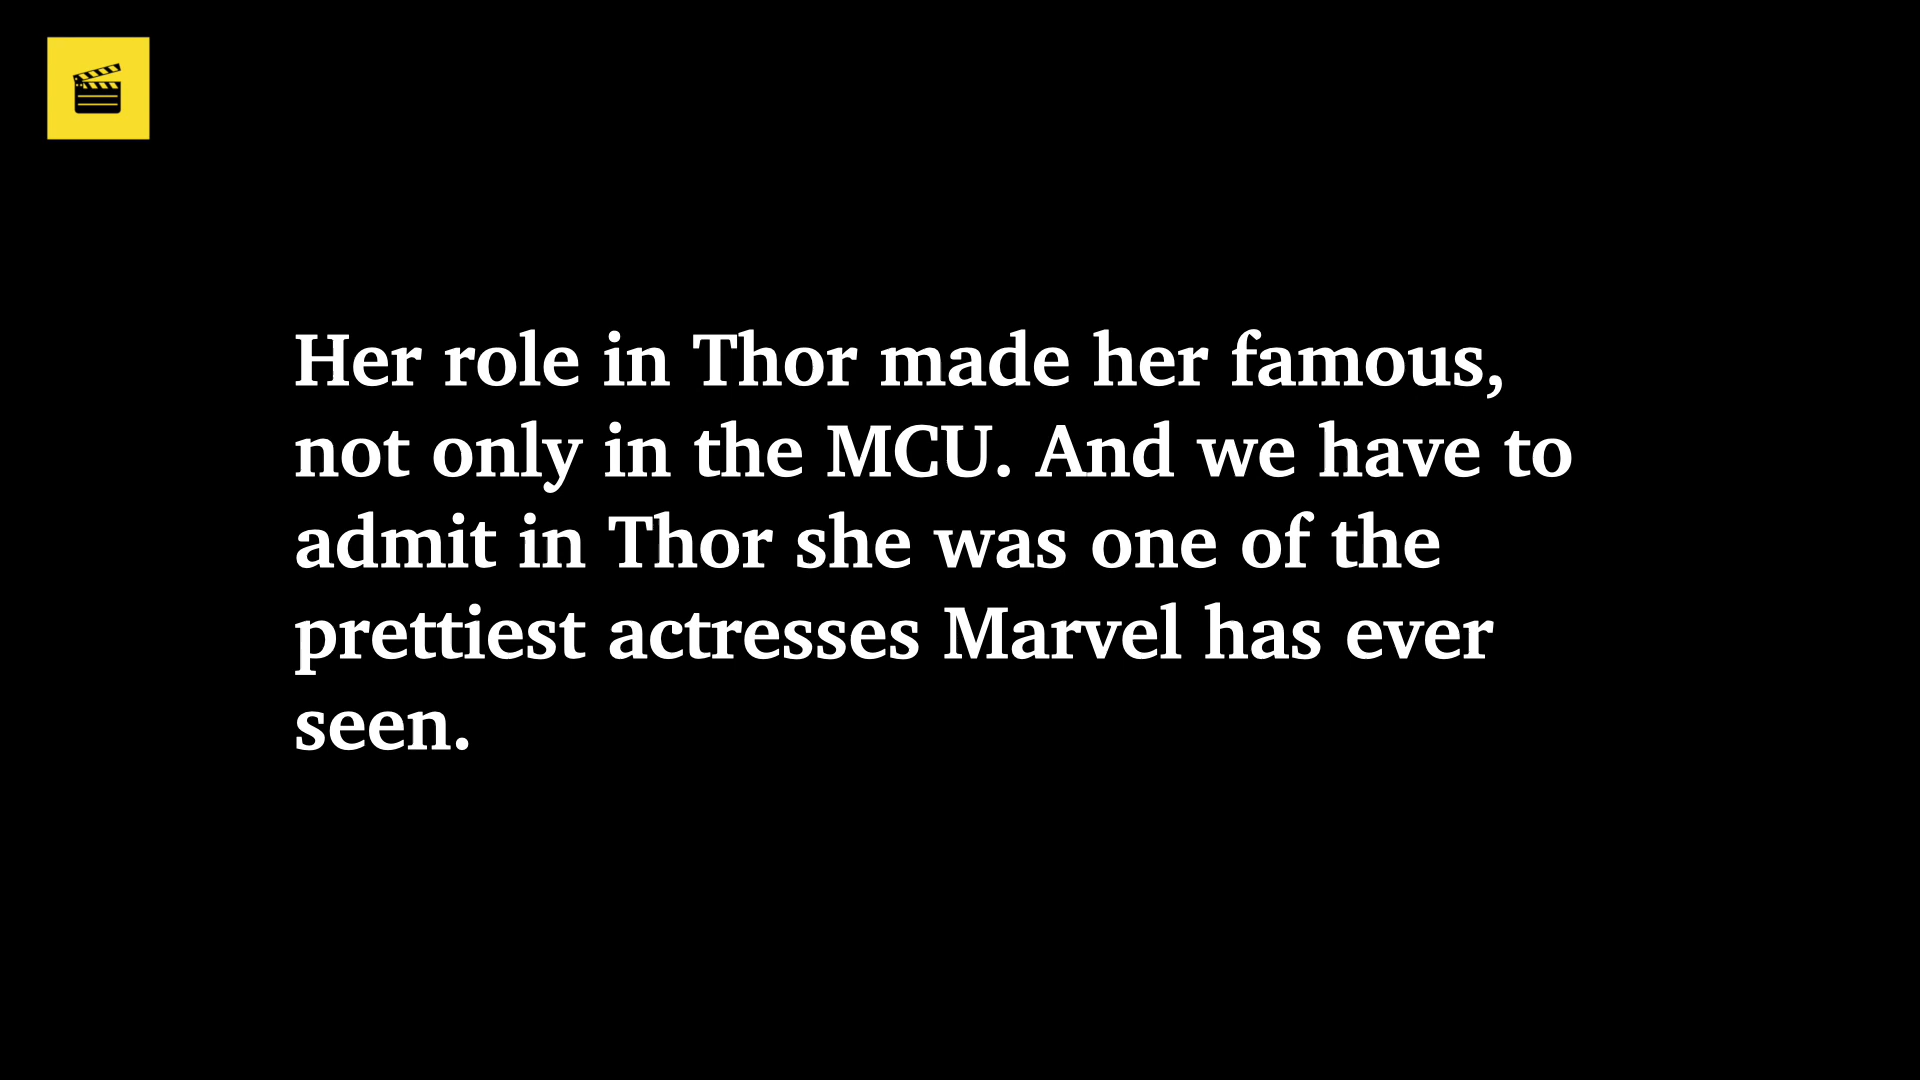 Her role in Thor made her famous,
not only in the MCU. And we have to
admit in Thor she was one of the
prettiest actresses Marvel has ever
seen.